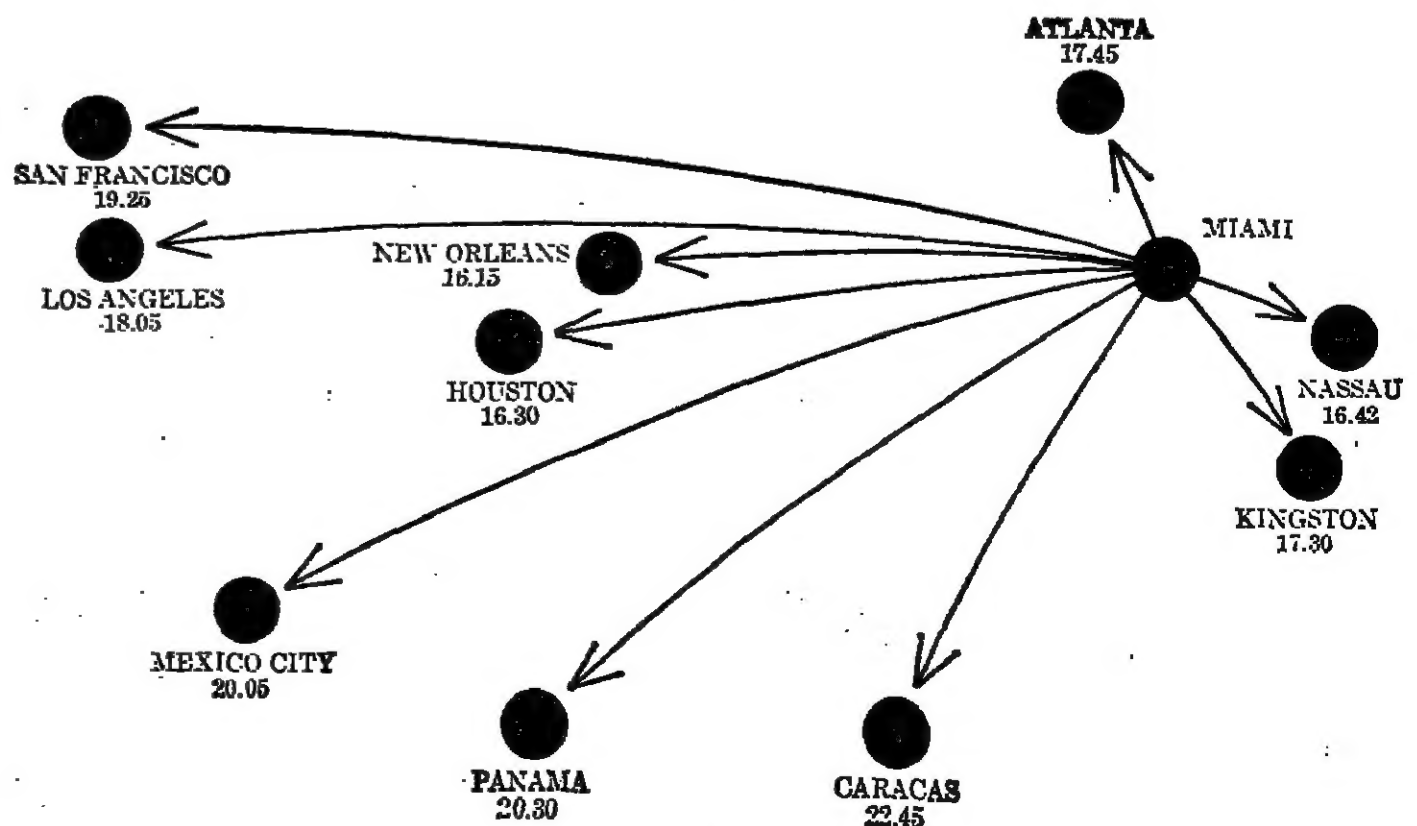 ATLANTA
17.45
SAN FRANCISCO
19.25
MIAMI
NEW ORLEANS
16.15
LOS ANGELES
18.05
HOUSTON
16.30
NASSAU
16.42
KINGSTON
17.30
MEXICO CITY
20.05
PANAMA
20.30
CARACAS
22.45